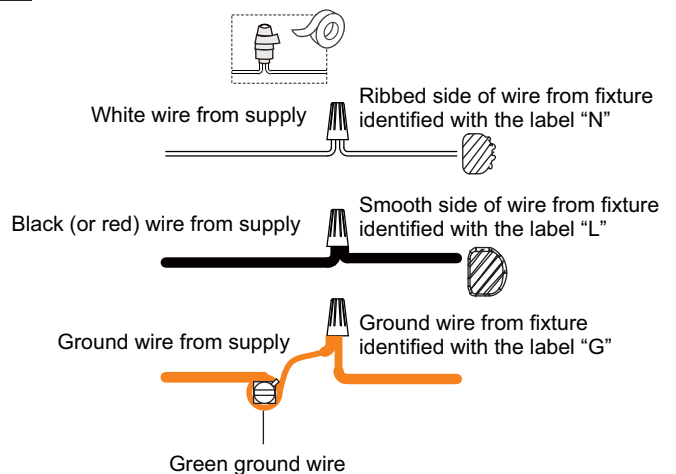 White wire from supply
Ribbed side of wire from fixture
identified with the label “N”
Black (or red) wire from supply
Smooth side of wire from fixture
identified with the label “L”
Ground wire from supply
Ground wire from fixture
identified with the label “G”
Green ground wire